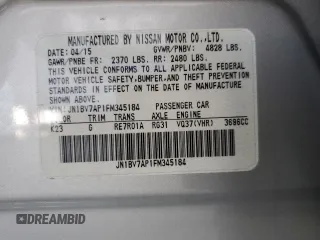 MANUFACTURED BY NISSAN MOTOR CO.,LTD.
DATE: 04/15 GVWR/PNBV: 4828 LBS.
GAWR/PNBE FR: 2370 LBS. RR: 2480 LBS.
THIS VEHICLE CONFORMS TO ALL APPLICABLE FEDERAL
MOTOR VEHICLE SAFETY,BUMPER,AND THEFT PREVENTION
STANDARDS IN EFFECT ON THE DATE OF MANUFACTURE
SHOWN ABOVE.
VIN: JN1BV7AP1FM345184 PASSENGER CAR
COLOR TRIM TRANS AXLE ENGINE
K23 G RE7R01A RG31 VQ37(VHR) 3696CC
JN1BV7AP1FM345184
© DREAMBID